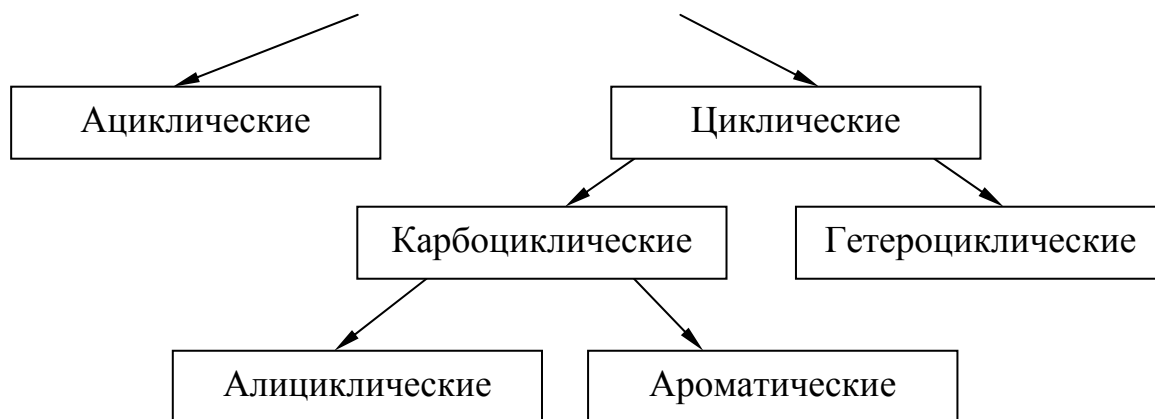 Ациклические
Циклические
Карбоциклические
Гетероциклические
Алициклические
Ароматические